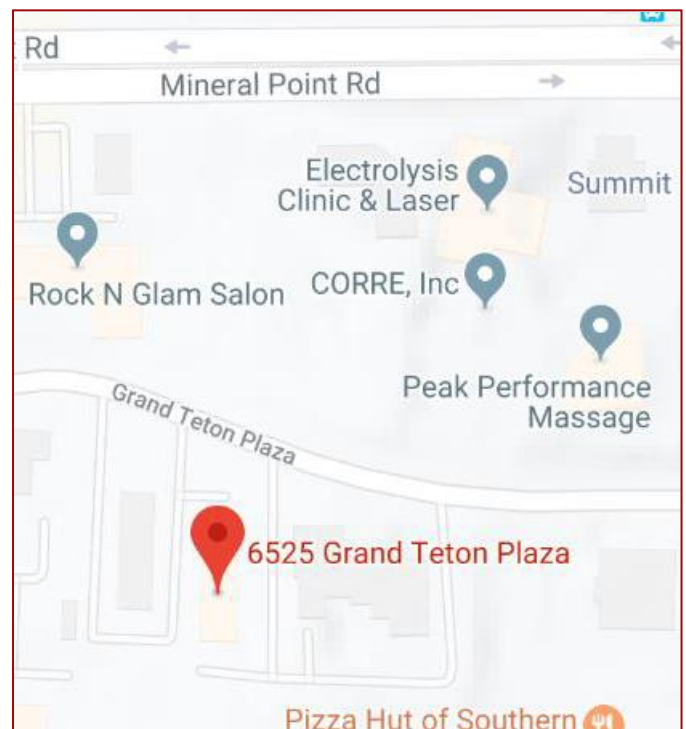 Rd
Mineral Point Rd
Electrolysis
Clinic & Laser
Summit
Rock N Glam Salon
CORRE, Inc
Peak Performance
Massage
Grand Teton Plaza
6525 Grand Teton Plaza
Pizza Hut of Southern